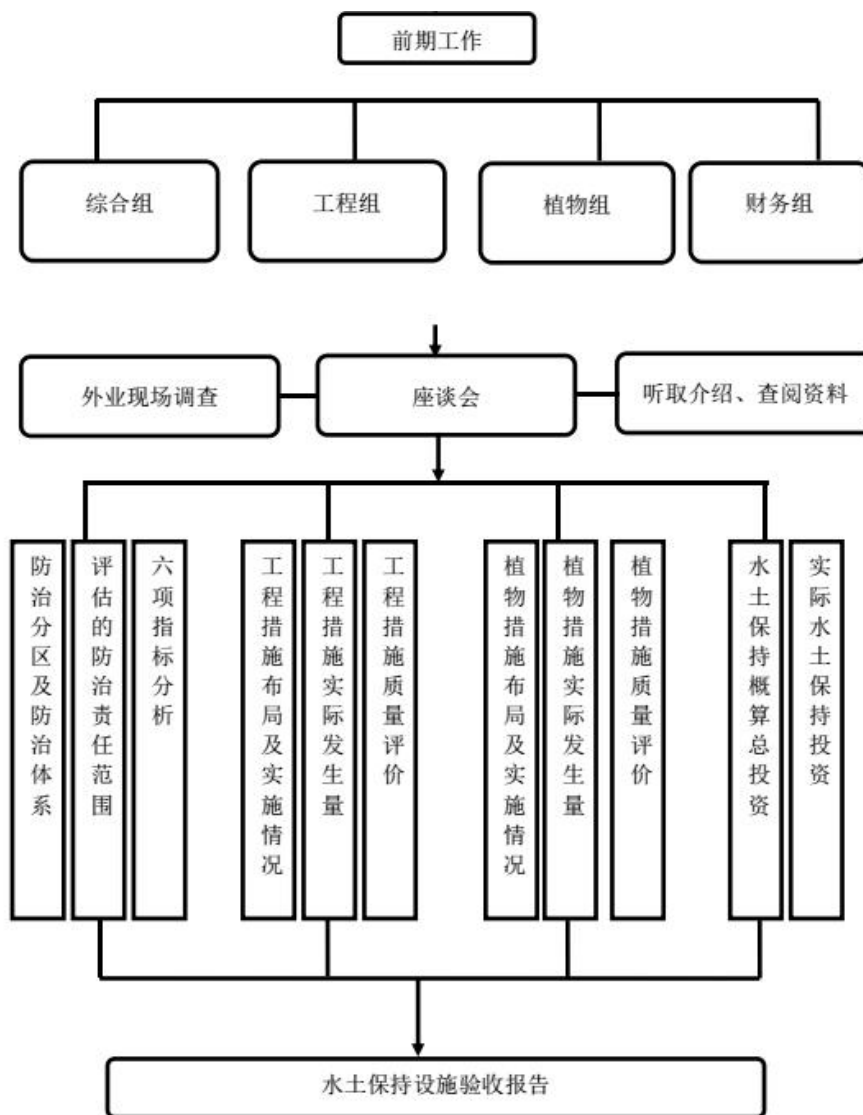 前期工作
综合组
工程组
植物组
财务组
外业现场调查
座谈会
听取介绍、查阅资料
防治分区及防治体系
评估的防治责任范围
六项指标分析
工程措施布局及实施情况
工程措施实际发生量
工程措施质量评价
植物措施布局及实施情况
植物措施实际发生量
植物措施质量评价
水土保持概算总投资
实际水土保持投资
水土保持设施验收报告